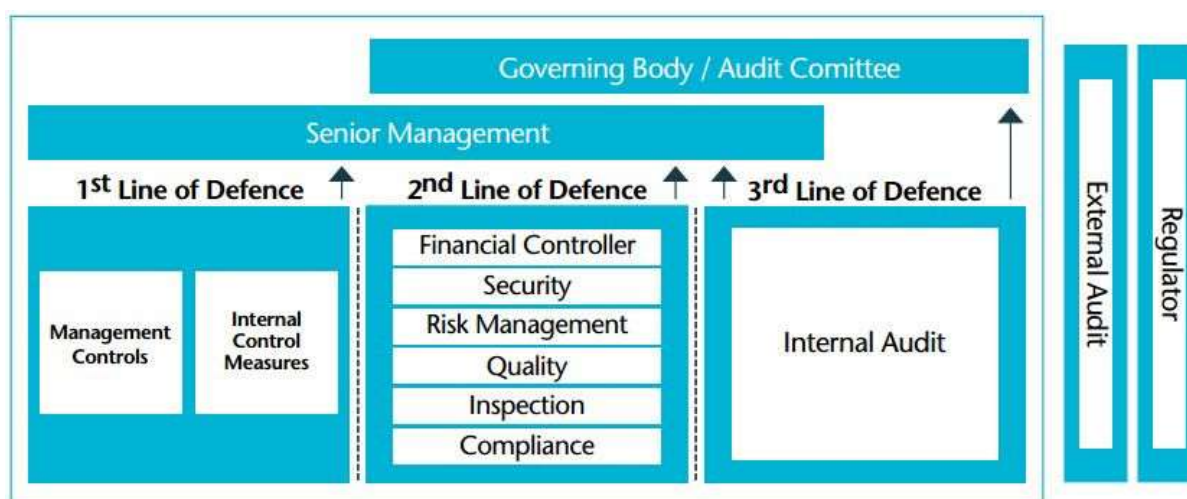 Governing Body / Audit Comittee
Senior Management
1st Line of Defence
2nd Line of Defence
3rd Line of Defence
Management
Controls
Internal
Control
Measures
Financial Controller
Security
Risk Management
Quality
Inspection
Compliance
Internal Audit
External Audit
Regulator